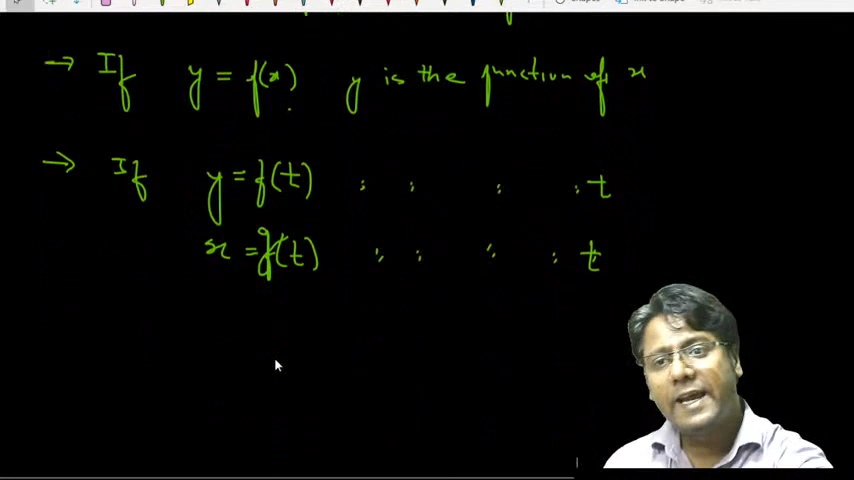 → If y = f(x) y is the function of x
→ If y = f(t) : : : : t
x = g(t) : : : : t